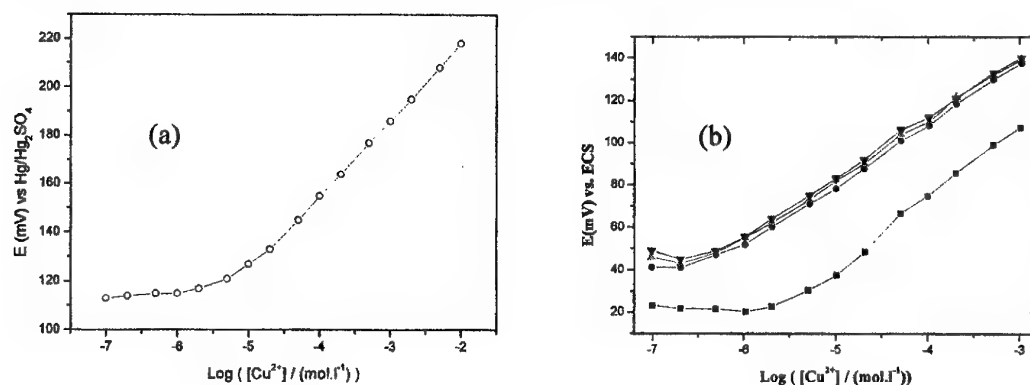 220
200
180
160
140
120
100
E (mV) vs Hg/Hg₂SO₄
(a)
-7 -6 -5 -4 -3 -2
Log ( [Cu²⁺] / (mol.l⁻¹) )
140
120
100
80
60
40
20
E(mV) vs. ECS
(b)
-7 -6 -5 -4 -3
Log ( [Cu²⁺] / (mol.l⁻¹))